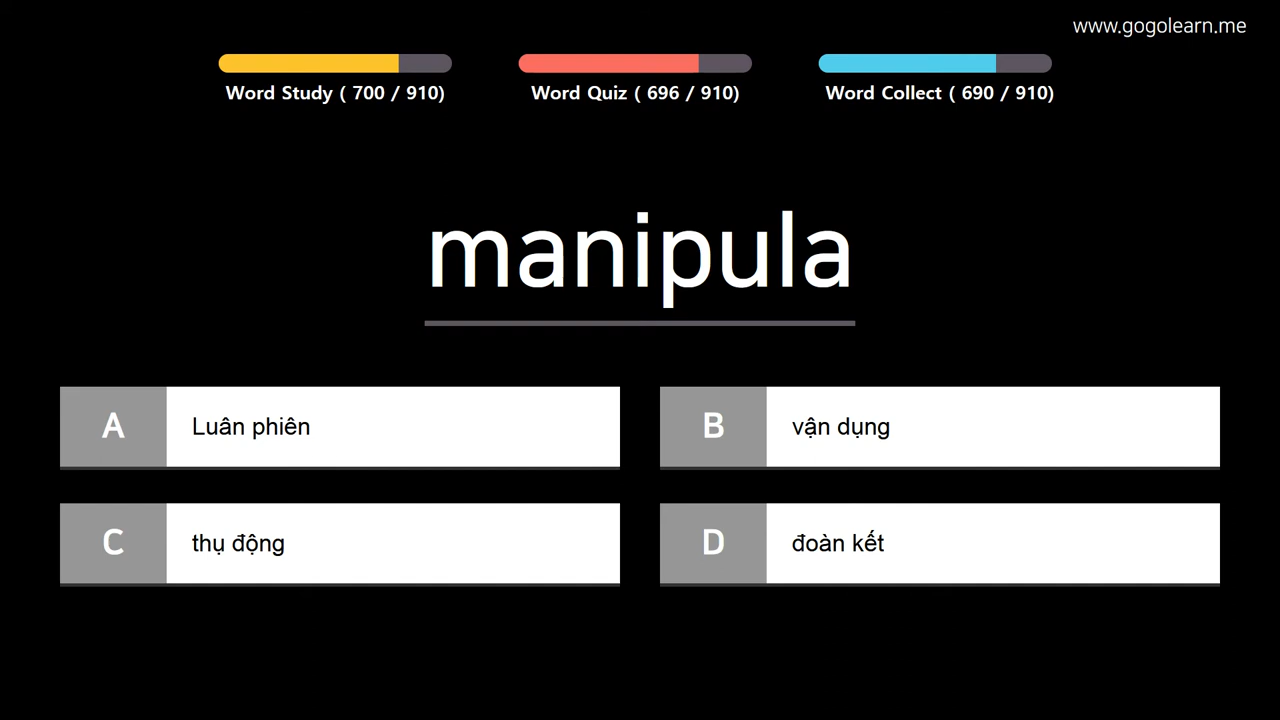 www.gogolearn.me
Word Study ( 700 / 910)
Word Quiz ( 696 / 910)
Word Collect ( 690 / 910)
manipula
A
Luân phiên
B
vận dụng
C
thụ động
D
đoàn kết